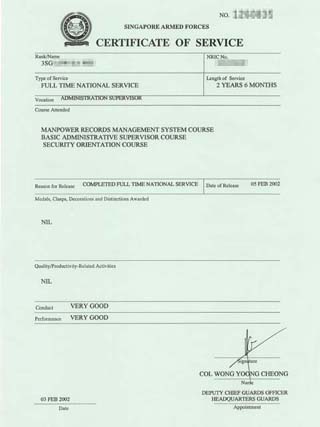 NO.
SINGAPORE ARMED FORCES
CERTIFICATE OF SERVICE
Rank/Name
NRIC No.
3SG
Type of Service
Length of Service
FULL TIME NATIONAL SERVICE
2 YEARS 6 MONTHS
Vocation ADMINISTRATION SUPERVISOR
Course Attended
MANPOWER RECORDS MANAGEMENT SYSTEM COURSE
BASIC ADMINISTRATIVE SUPERVISOR COURSE
SECURITY ORIENTATION COURSE
Reason for Release COMPLETED FULL TIME NATIONAL SERVICE Date of Release 05 FEB 2002
Medals, Clasps, Decorations and Distinctions Awarded
NIL
Quality/Productivity-Related Activities
NIL
Conduct VERY GOOD
Performance VERY GOOD
Signature
COL WONG YOONG CHEONG
Name
DEPUTY CHIEF GUARDS OFFICER
03 FEB 2002 HEADQUARTERS GUARDS
Date Appointment